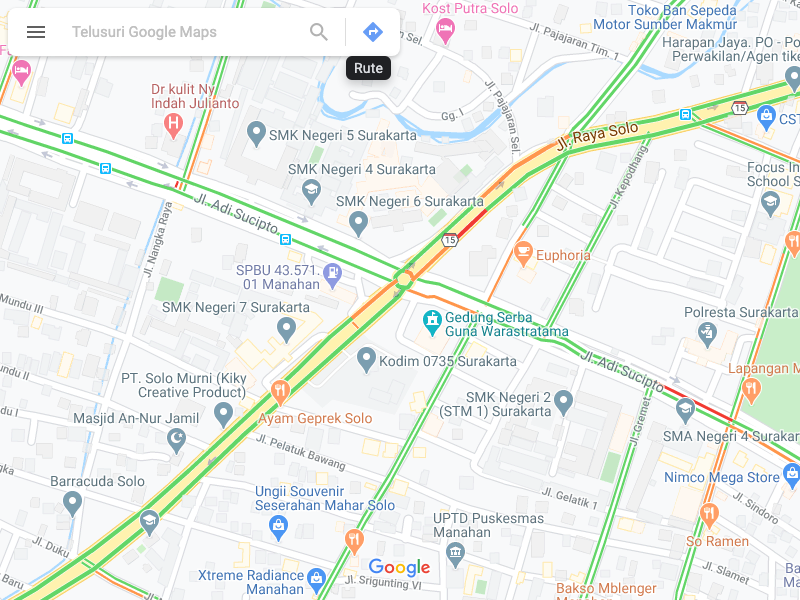 Telusuri Google Maps
Rute
Kost Putra Solo
Toko Ban Sepeda
Motor Sumber Makmur
Harapan Jaya. PO - Po
Perwakilan/Agen tike
Jl. Pajajaran Tim. 1
Jl. Pajajaran Sel.
Gg. I
Dr kulit Ny
Indah Julianto
H
SMK Negeri 5 Surakarta
SMK Negeri 4 Surakarta
SMK Negeri 6 Surakarta
Jl. Raya Solo
15
CST
Jl. Kepodhang
Focus In
School S
Jl. Adi Sucipto
15
Jl. Nangka Raya
Euphoria
SPBU 43.571.
01 Manahan
SMK Negeri 7 Surakarta
Mundu III
Gedung Serba
Guna Warastratama
Polresta Surakarta
Kodim 0735 Surakarta
Jl. Adi Sucipto
Lapangan M
PT. Solo Murni (Kiky
Creative Product)
SMK Negeri 2
(STM 1) Surakarta
Masjid An-Nur Jamil
Ayam Geprek Solo
Jl. Gremet
SMA Negeri 4 Surakar
Jl. Pelatuk Bawang
Barracuda Solo
Nimco Mega Store
Ungii Souvenir
Seserahan Mahar Solo
Jl. Gelatik 1
Jl. Sindoro
UPTD Puskesmas
Manahan
So Ramen
Jl. Duku
Google
Jl. Slamet
Baru
Xtreme Radiance
Manahan
Jl. Srigunting VI
Bakso Mblenger
Manahan